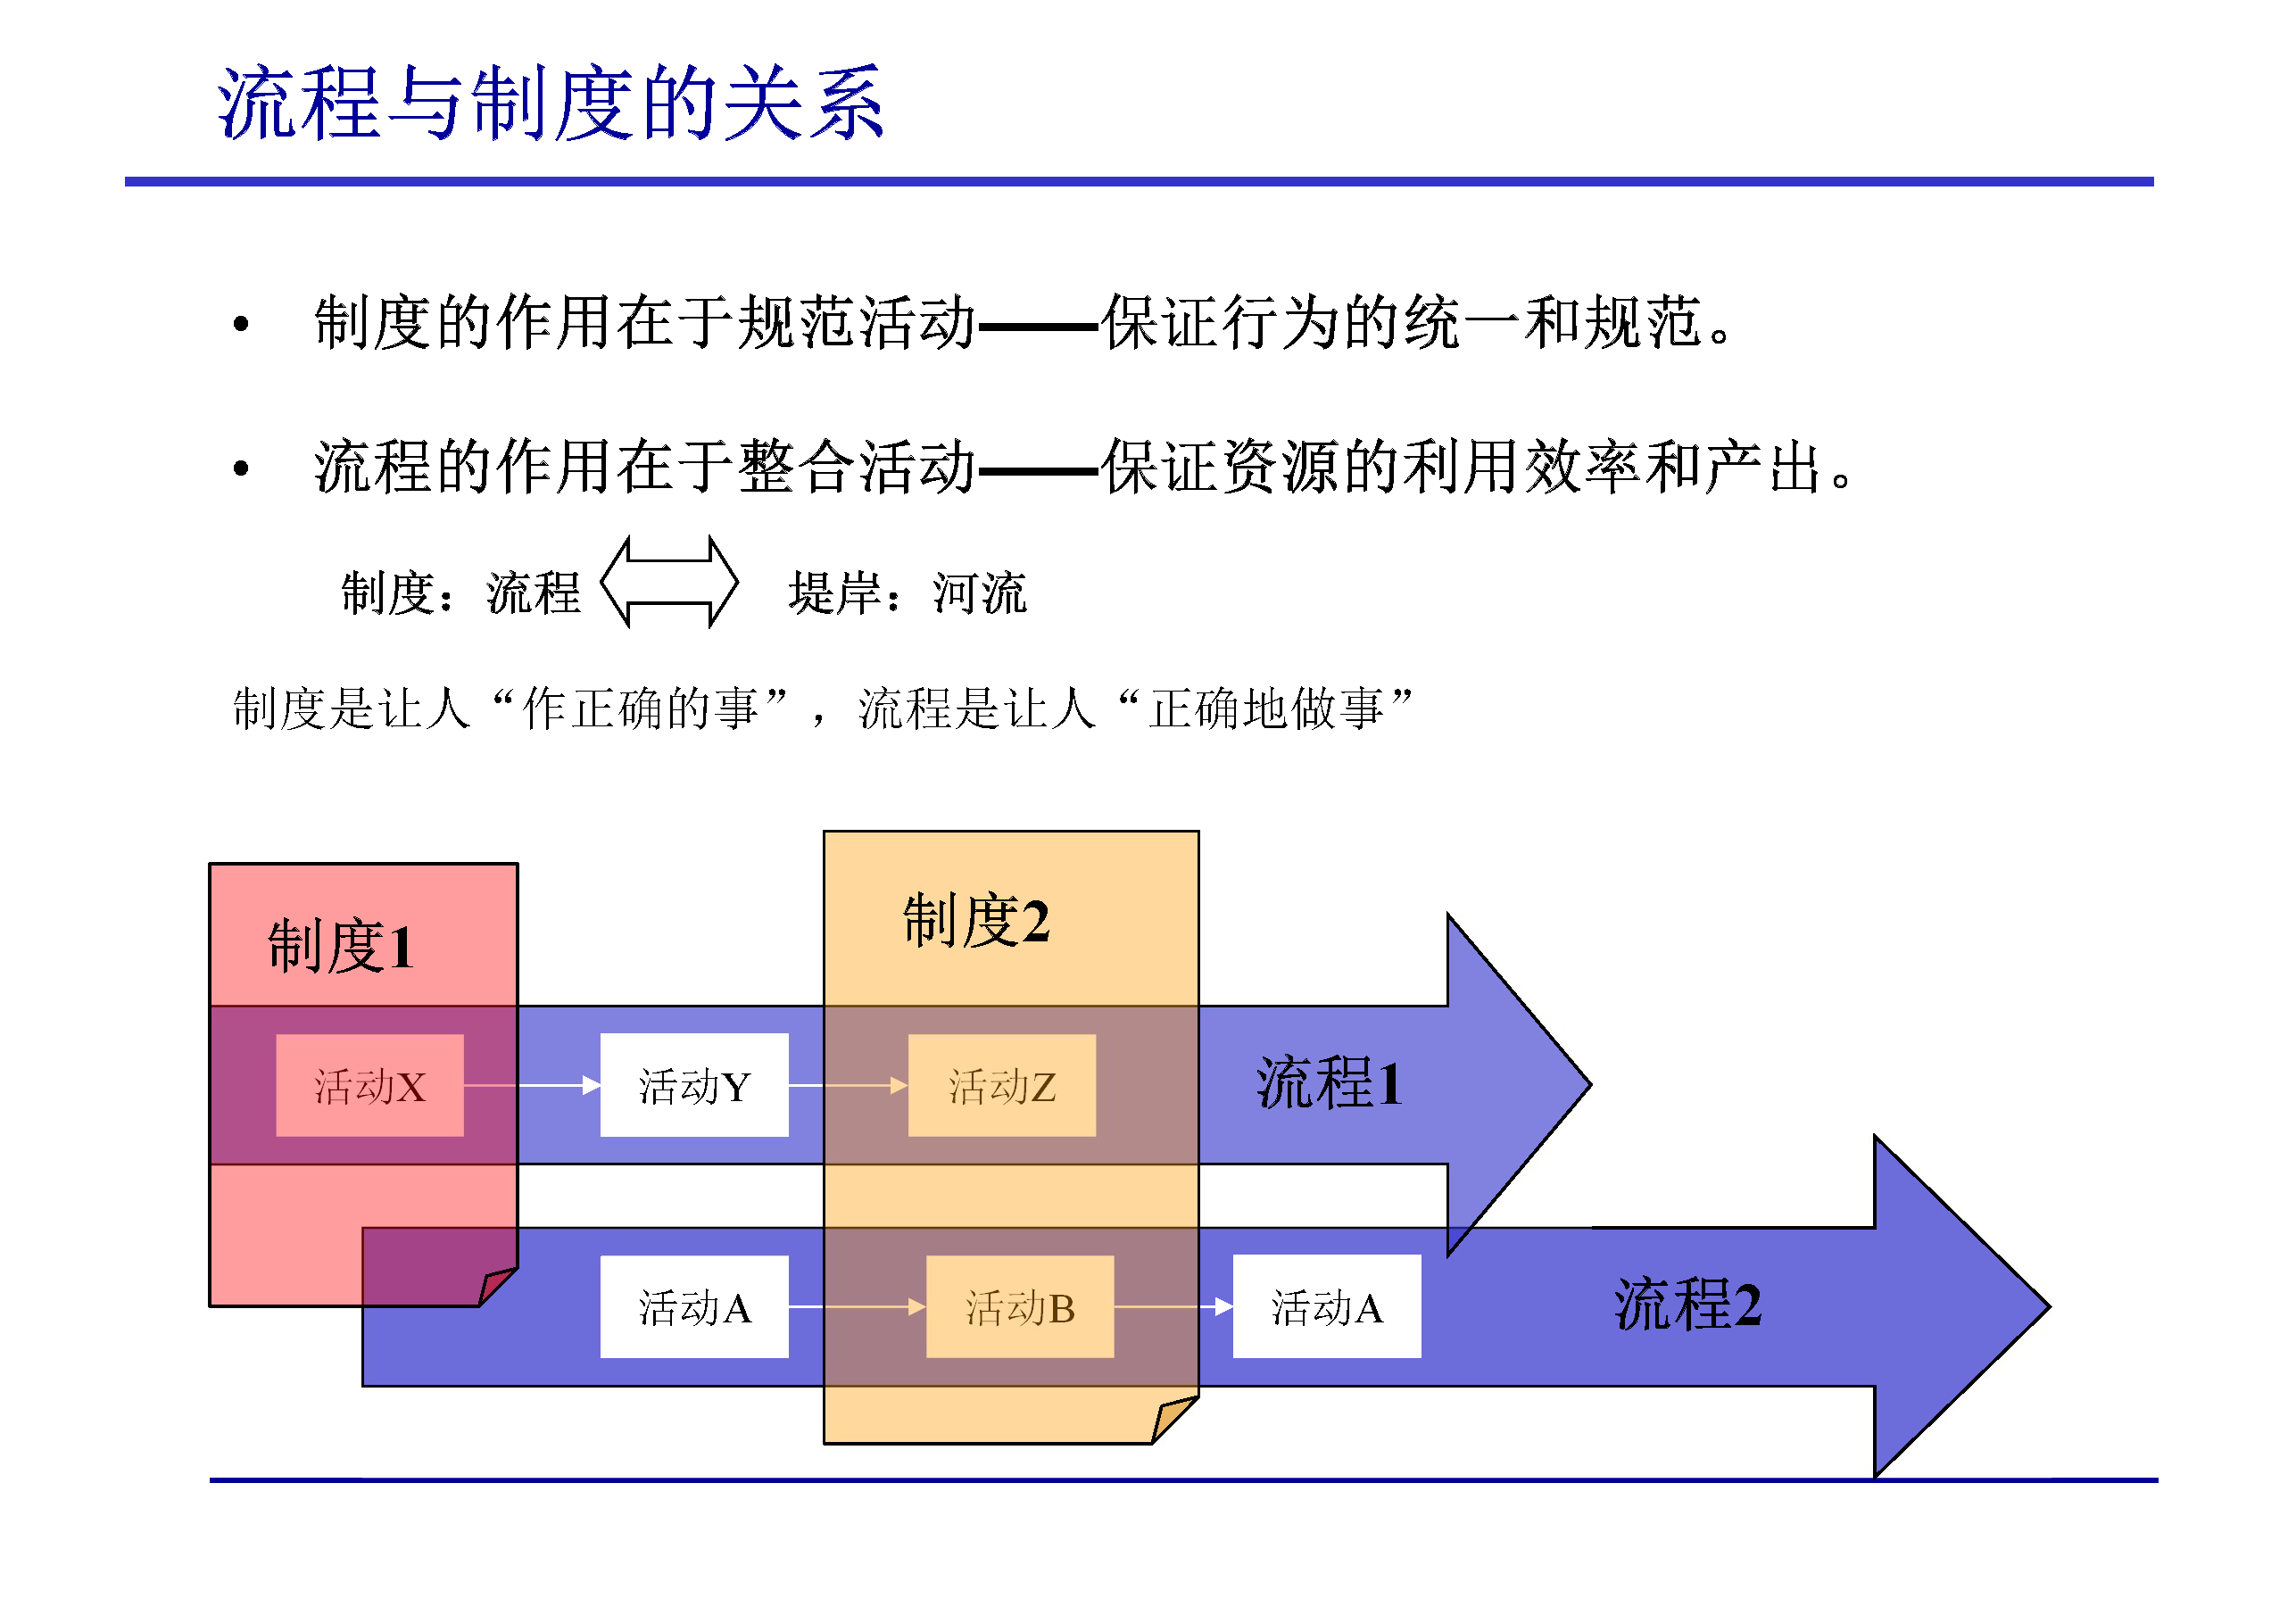 流程与制度的关系
• 制度的作用在于规范活动——保证行为的统一和规范。
• 流程的作用在于整合活动——保证资源的利用效率和产出。
制度：流程 堤岸：河流
制度是让人“作正确的事”，流程是让人“正确地做事”
制度1
制度2
活动X 活动Y 活动Z 流程1
活动A 活动B 活动A 流程2